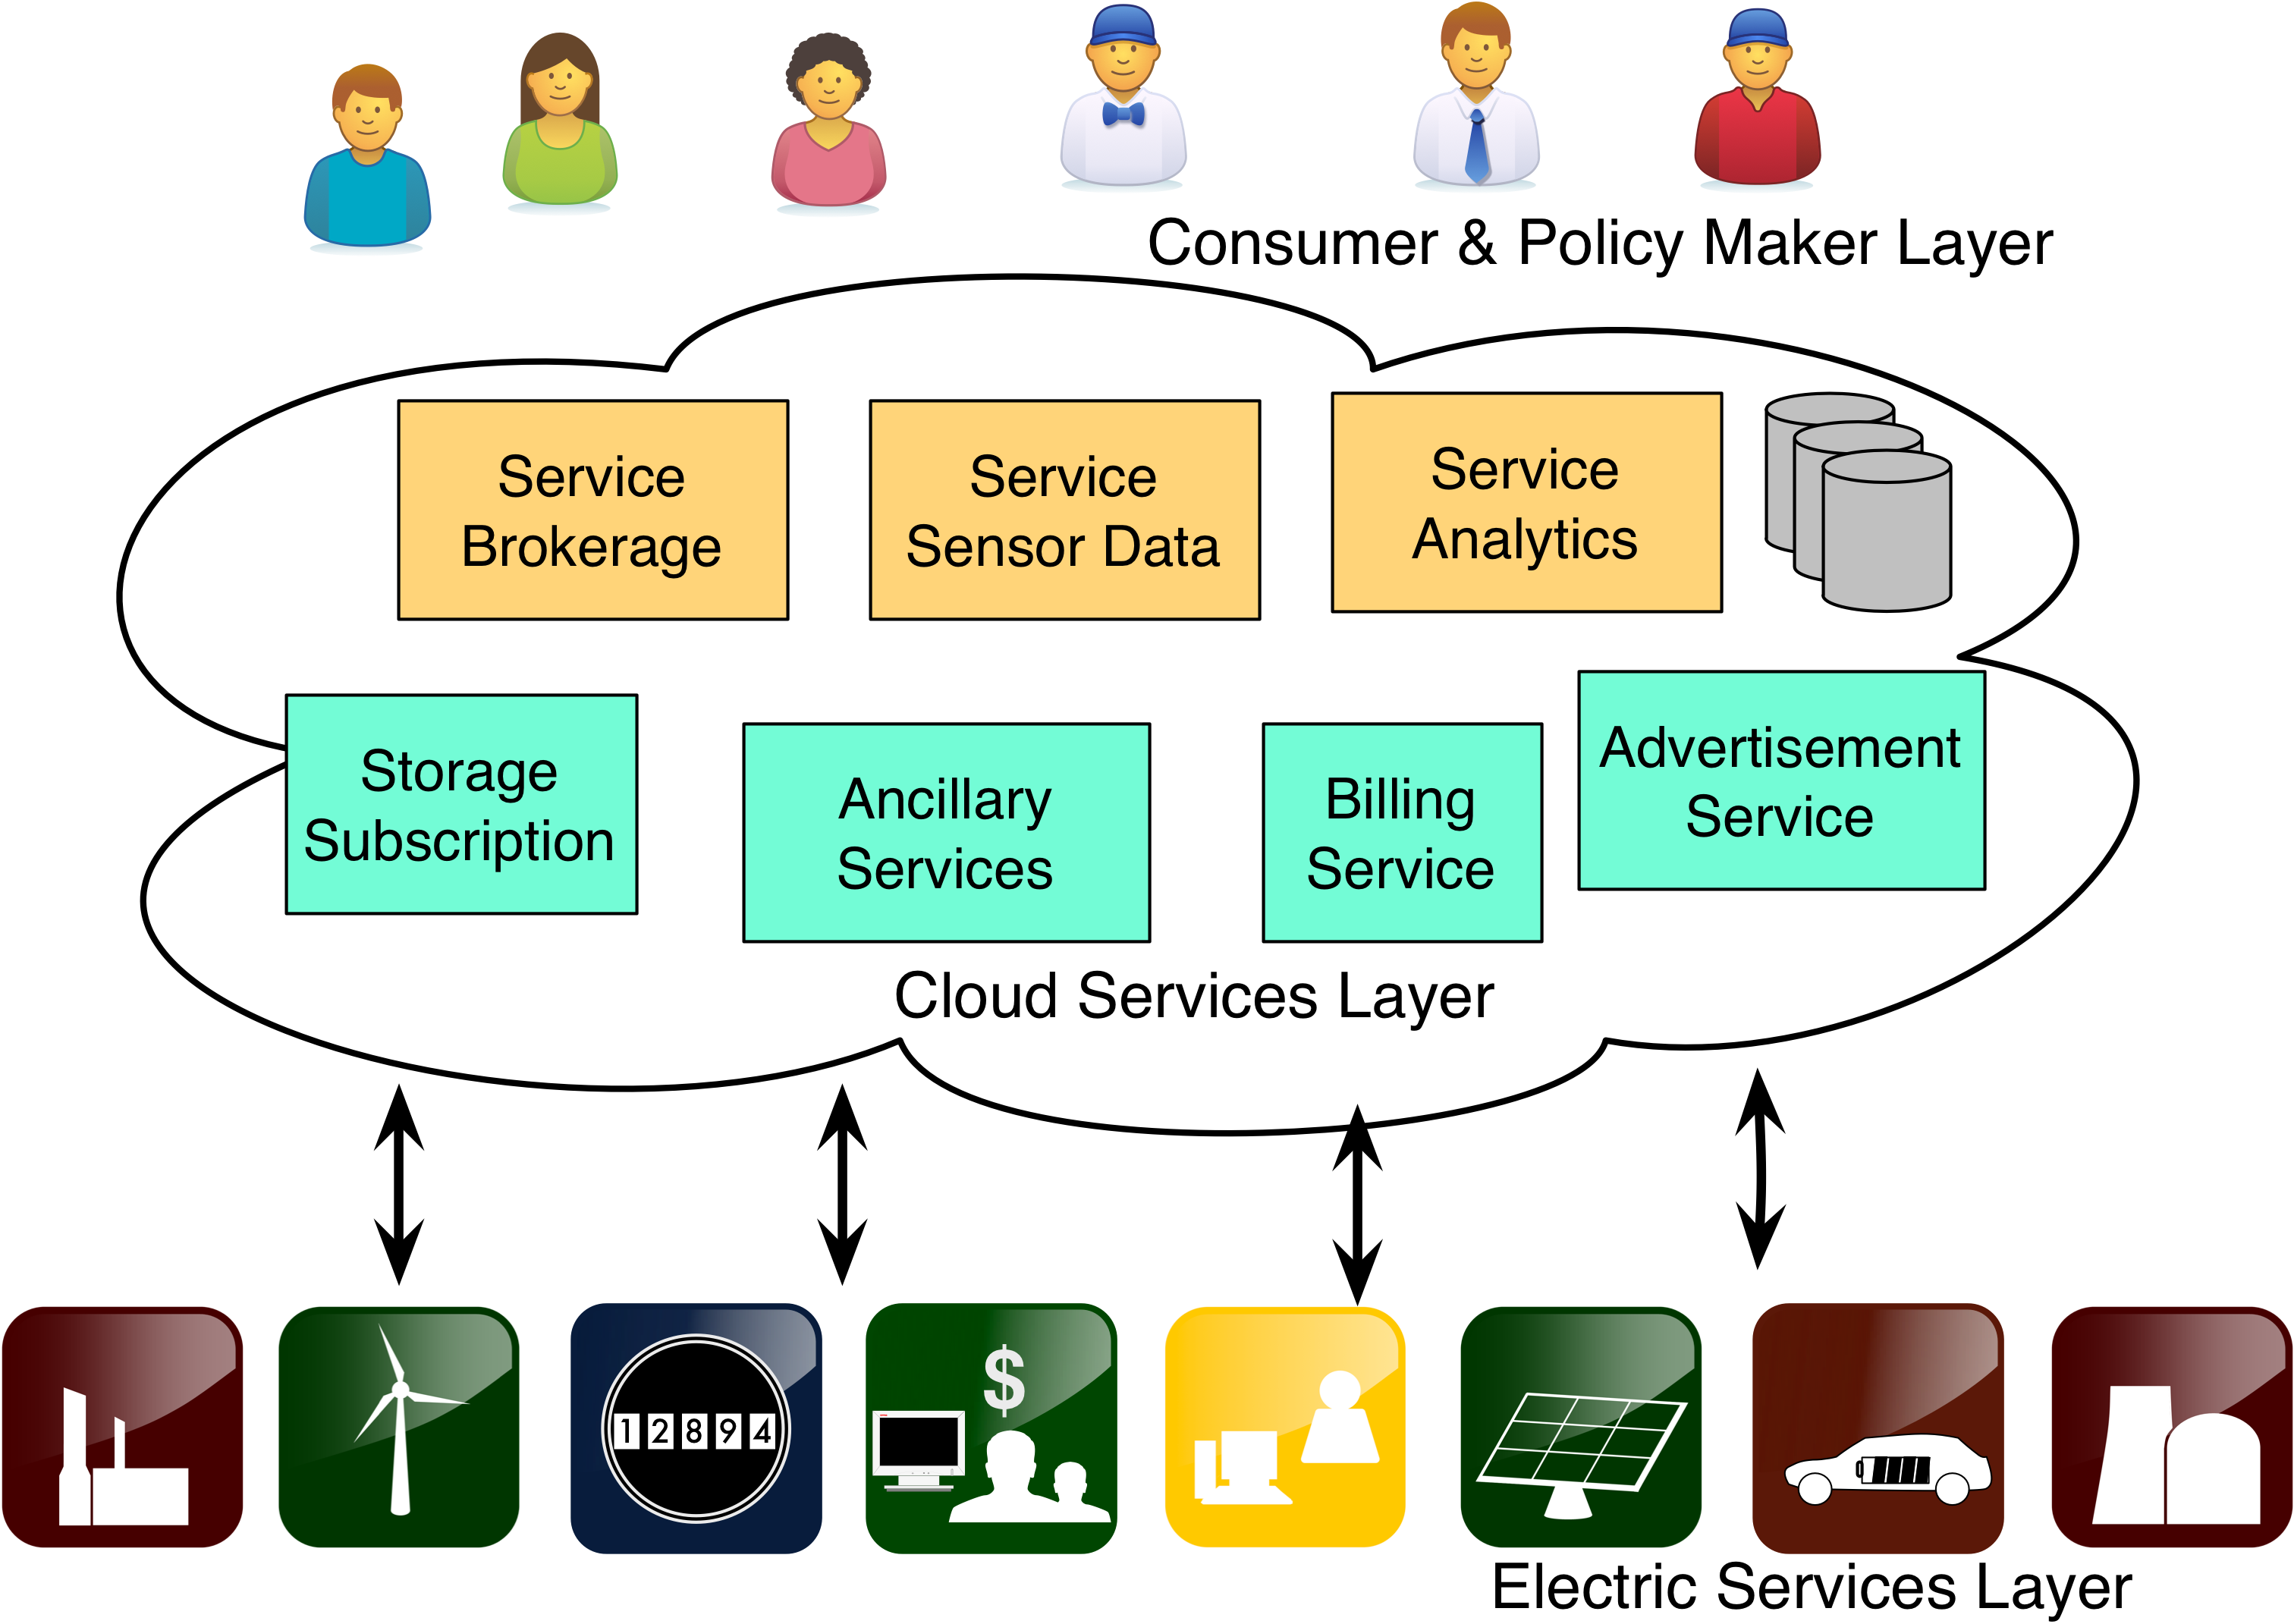 Consumer & Policy Maker Layer
Service
Brokerage
Service
Sensor Data
Service
Analytics
Storage
Subscription
Ancillary
Services
Billing
Service
Advertisement
Service
Cloud Services Layer
12894
$
Electric Services Layer